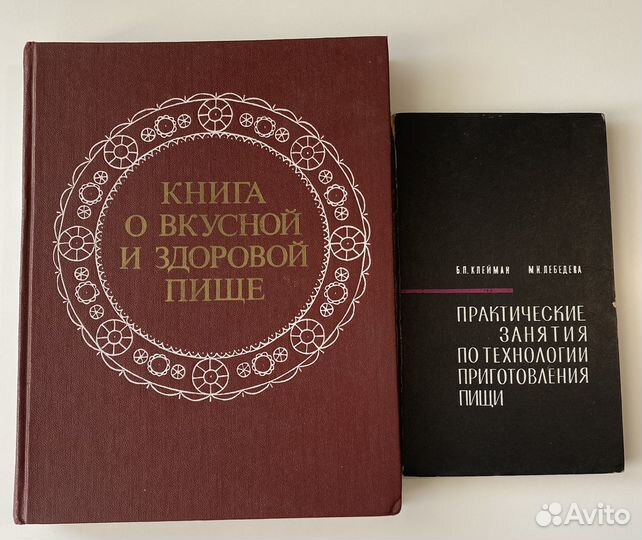 КНИГА
О ВКУСНОЙ
И ЗДОРОВОЙ
ПИЩЕ
Б.П.КЛЕЙМАН М.Н.ЛЕБЕДЕВА
ПРАКТИЧЕСКИЕ
ЗАНЯТИЯ
ПО ТЕХНОЛОГИИ
ПРИГОТОВЛЕНИЯ
ПИЩИ
Avito